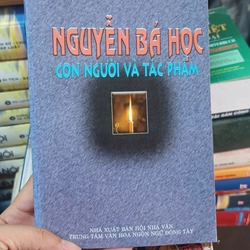 NGUYỄN BÁ HỌC
CON NGƯỜI VÀ TÁC PHẨM
NHÀ XUẤT BẢN HỘI NHÀ VĂN
TRUNG TÂM VĂN HÓA NGÔN NGỮ ĐÔNG TÂY